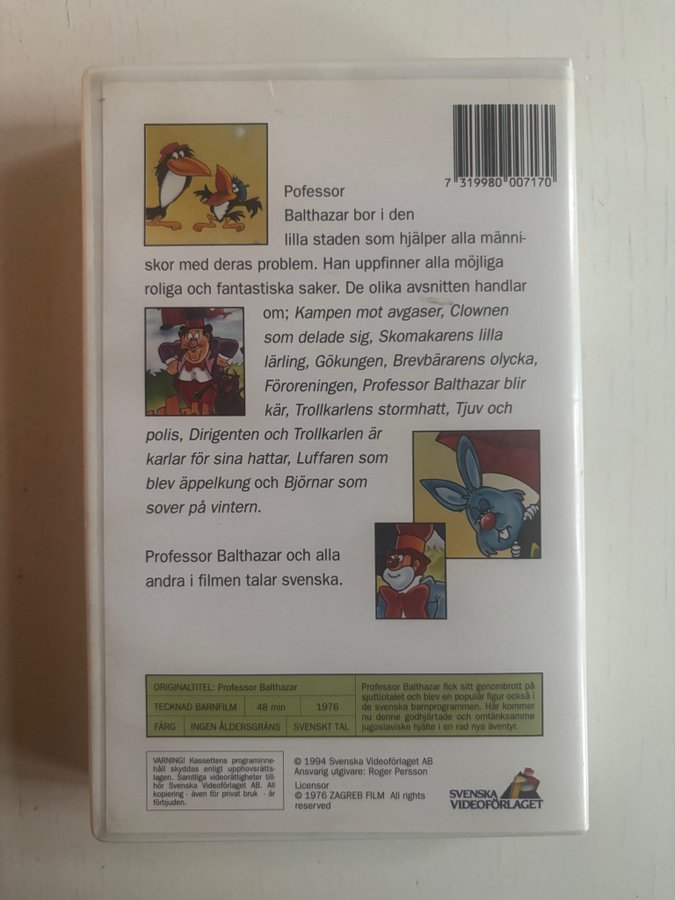 7 319980 007170
Pofessor
Balthazar bor i den
lilla staden som hjälper alla männi-
skor med deras problem. Han uppfinner alla möjliga
roliga och fantastiska saker. De olika avsnitten handlar
om; Kampen mot avgaser, Clownen
som delade sig, Skomakarens lilla
lärling, Gökungen, Brevbärarens olycka,
Föroreningen, Professor Balthazar blir
kär, Trollkarlens stormhatt, Tjuv och
polis, Dirigenten och Trollkarlen är
karlar för sina hattar, Luffaren som
blev äppelkung och Björnar som
sover på vintern.
Professor Balthazar och alla
andra i filmen talar svenska.
ORIGINALTITEL: Professor Balthazar
TECKNAD BARNFILM 48 min 1976
FÄRG INGEN ÅLDERSGRÄNS SVENSKT TAL
Professor Balthazar fick sitt genombrott på
sjuttiotalet och blev en populär figur också i
de svenska barnprogrammen. Här kommer
nu denne godhjärtade och omtänksamme
jugoslaviske hjälte i en rad nya äventyr.
VARNING! Kassettens programinne-
håll skyddas enligt upphovsrätts-
lagen. Samtliga videorättigheter till-
hör Svenska Videoförlaget AB. All
kopiering - även för privat bruk - är
förbjuden.
© 1994 Svenska Videoförlaget AB
Ansvarig utgivare: Roger Persson
Licensor
© 1976 ZAGREB FILM All rights
reserved
SVENSKA
VIDEOFÖRLAGET